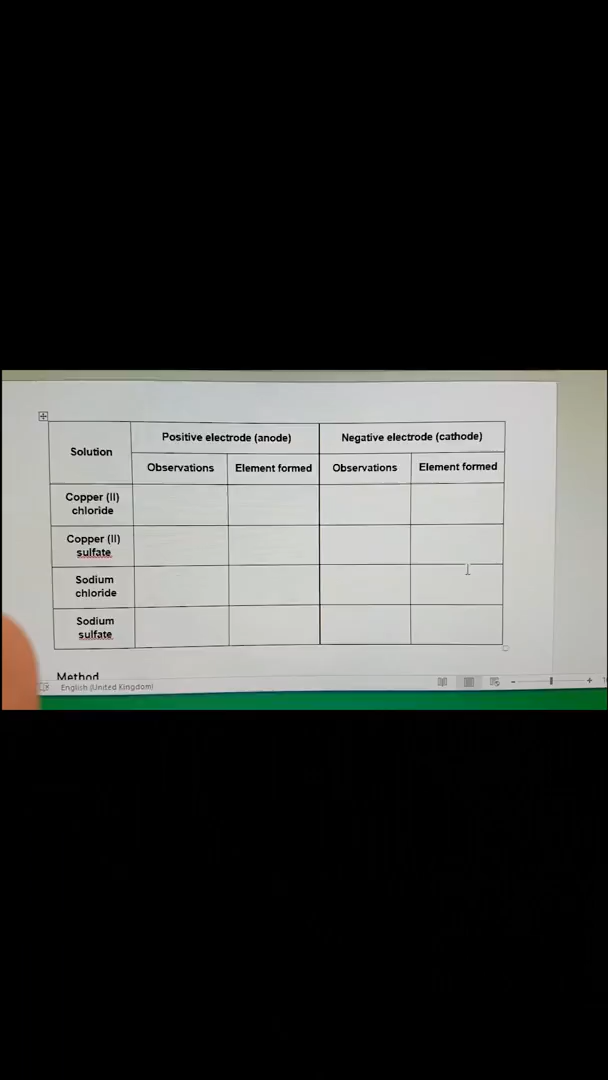 Solution
Positive electrode (anode)
Negative electrode (cathode)
Observations
Element formed
Observations
Element formed
Copper (II)
chloride
Copper (II)
sulfate
Sodium
chloride
Sodium
sulfate
Method
English (United Kingdom)